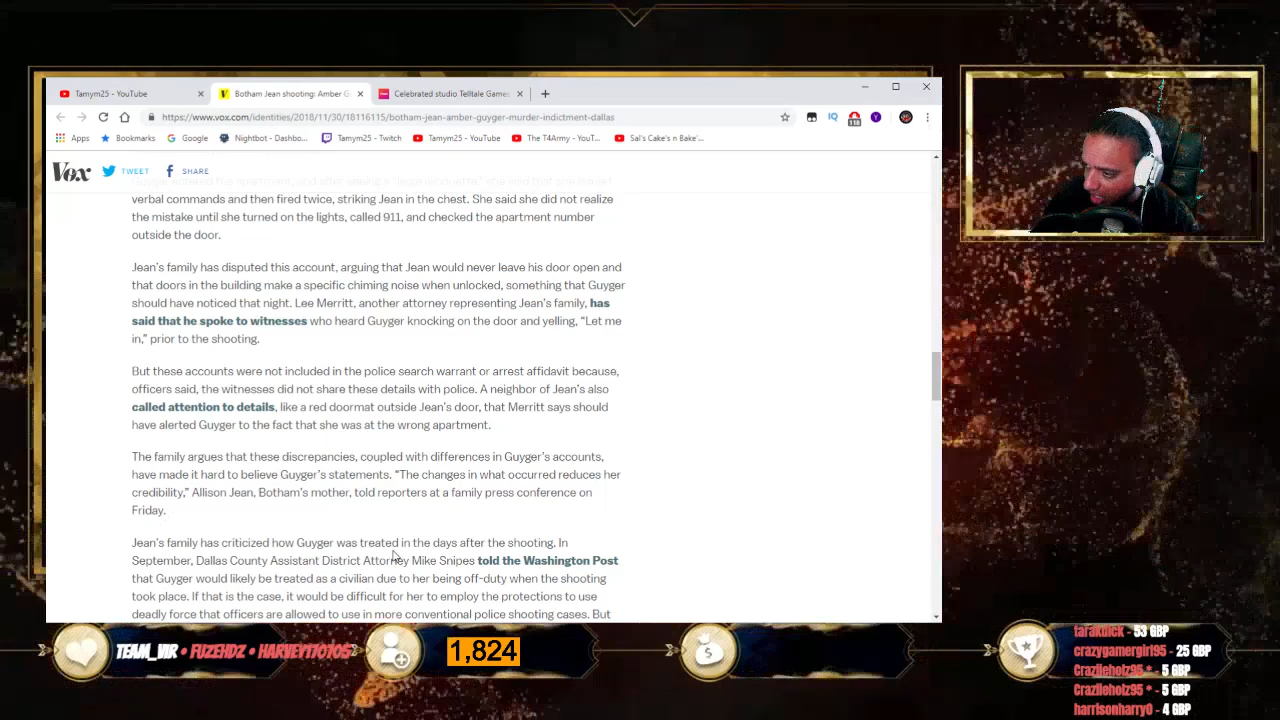 Tamym25 - YouTube
Botham Jean shooting: Amber G
Celebrated studio Telltale Game
https://www.vox.com/identities/2018/11/30/18116115/botham-jean-amber-guyger-murder-indictment-dallas
118
Apps
Bookmarks
Google
Nightbot - Dashbo...
Tamym25 - Twitch
Tamym25 - YouTube
The T4Army - YouT...
Sal's Cake's n Bake'...
Vox
TWEET
SHARE
verbal commands and then fired twice, striking Jean in the chest. She said she did not realize
the mistake until she turned on the lights, called 911, and checked the apartment number
outside the door.
Jean's family has disputed this account, arguing that Jean would never leave his door open and
that doors in the building make a specific chiming noise when unlocked, something that Guyger
should have noticed that night. Lee Merritt, another attorney representing Jean's family, has
said that he spoke to witnesses who heard Guyger knocking on the door and yelling, “Let me
in,” prior to the shooting.
But these accounts were not included in the police search warrant or arrest affidavit because,
officers said, the witnesses did not share these details with police. A neighbor of Jean's also
called attention to details, like a red doormat outside Jean's door, that Merritt says should
have alerted Guyger to the fact that she was at the wrong apartment.
The family argues that these discrepancies, coupled with differences in Guyger's accounts,
have made it hard to believe Guyger's statements. “The changes in what occurred reduces her
credibility,” Allison Jean, Botham's mother, told reporters at a family press conference on
Friday.
Jean's family has criticized how Guyger was treated in the days after the shooting. In
September, Dallas County Assistant District Attorney Mike Snipes told the Washington Post
that Guyger would likely be treated as a civilian due to her being off-duty when the shooting
took place. If that is the case, it would be difficult for her to employ the protections to use
deadly force that officers are allowed to use in more conventional police shooting cases. But
TEAM_VIR • FUZEHDZ • HARVEY170105
1,824
tarakdick - 53 GBP
crazygamergirl95 - 25 GBP
Crazlieholz95 * - 5 GBP
Crazlieholz95 * - 5 GBP
harrisonharry0 - 4 GBP